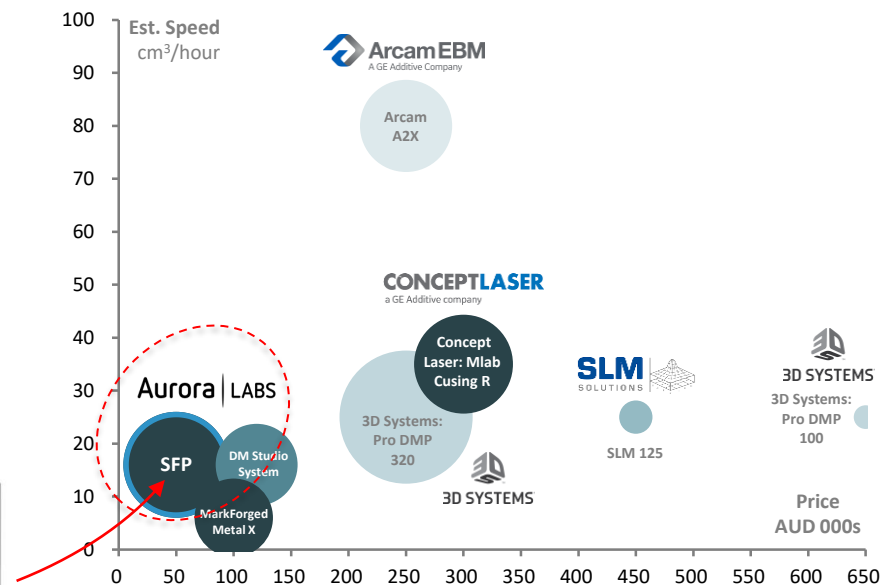 100
90
80
70
60
50
40
30
20
10
0
Est. Speed
cm³/hour
ArcamEBM
A GE Additive Company
Arcam
A2X
CONCEPTLASER
a GE Additive company
Concept
Laser: Mlab
Cusing R
Aurora LABS
SFP
DM Studio
System
MarkForged
Metal X
3D Systems:
Pro DMP
320
3D SYSTEMS
SLM
SOLUTIONS
SLM 125
3D SYSTEMS
3D Systems:
Pro DMP
100
Price
AUD 000s
0 50 100 150 200 250 300 350 400 450 500 550 600 650